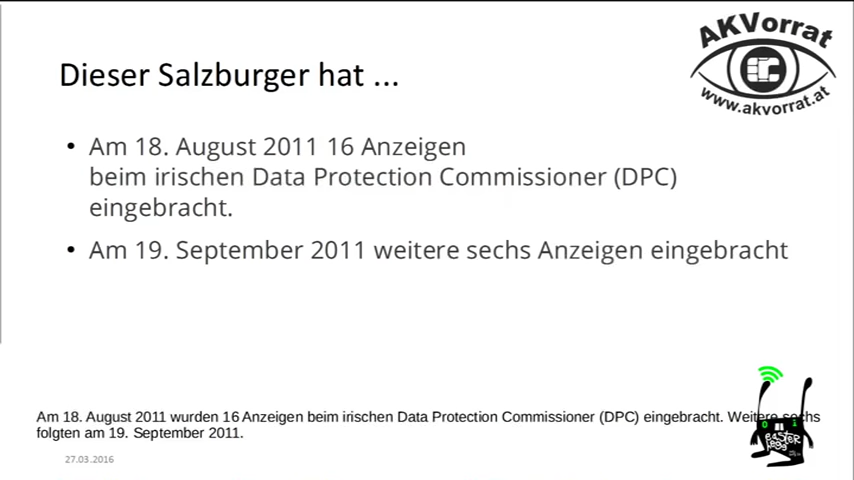 AKVorrat
www.akvorrat.at
Dieser Salzburger hat ...
• Am 18. August 2011 16 Anzeigen
beim irischen Data Protection Commissioner (DPC)
eingebracht.
• Am 19. September 2011 weitere sechs Anzeigen eingebracht
Am 18. August 2011 wurden 16 Anzeigen beim irischen Data Protection Commissioner (DPC) eingebracht. Weitere sechs
folgten am 19. September 2011.
easter
hegg
27.03.2016